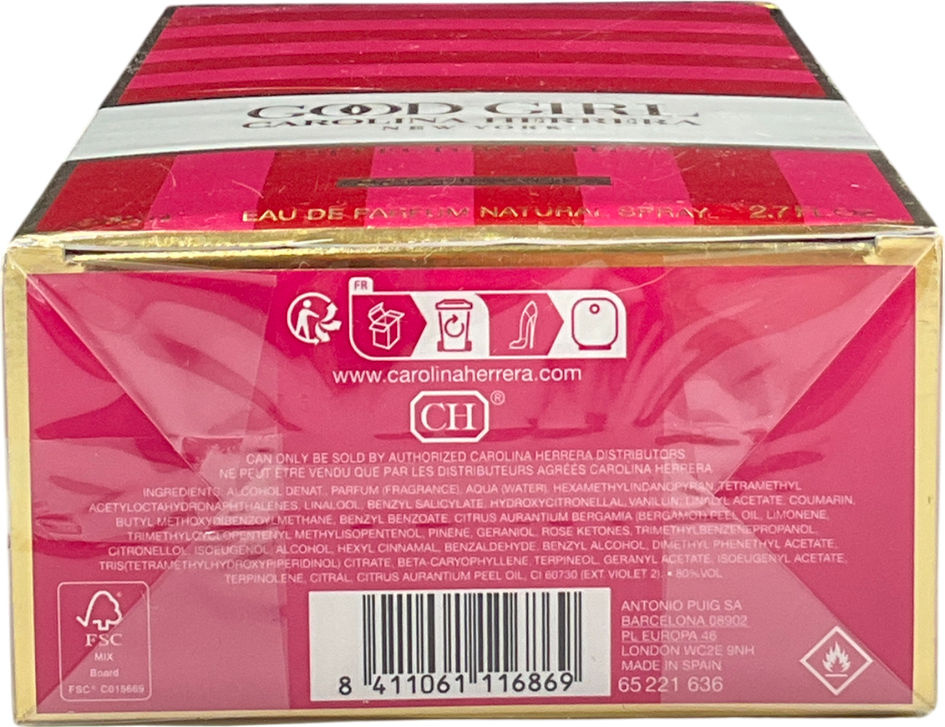 GOOD GIRL
CAROLINA HERRERA
NEW YORK
EAU DE PARFUM NATURAL SPRAY 2.7 FL.OZ.
FR
www.carolinaherrera.com
CH®
CAN ONLY BE SOLD BY AUTHORIZED CAROLINA HERRERA DISTRIBUTORS
NE PEUT ÊTRE VENDU QUE PAR LES DISTRIBUTEURS AGRÉÉS CAROLINA HERRERA
INGREDIENTS: ALCOHOL DENAT., PARFUM (FRAGRANCE), AQUA (WATER), HEXAMETHYLINDANOPYRAN, TETRAMETHYL
ACETYLOCTAHYDRONAPHTHALENES, LINALOOL, BENZYL SALICYLATE, HYDROXYCITRONELLAL, VANILLIN, LINALYL ACETATE, COUMARIN,
BUTYL METHOXYDIBENZOYLMETHANE, BENZYL BENZOATE, CITRUS AURANTIUM BERGAMIA (BERGAMOT) PEEL OIL, LIMONENE,
TRIMETHYLCYCLOPENTENYL METHYLISOPENTENOL, PINENE, GERANIOL, ROSE KETONES, TRIMETHYLBENZENEPROPANOL,
CITRONELLOL, ISOEUGENOL, ALCOHOL, HEXYL CINNAMAL, BENZALDEHYDE, BENZYL ALCOHOL, DIMETHYL PHENETHYL ACETATE,
TRIS(TETRAMETHYLHYDROXYPIPERIDINOL) CITRATE, BETA-CARYOPHYLLENE, TERPINEOL, GERANYL ACETATE, ISOEUGENYL ACETATE,
TERPINOLENE, CITRAL, CITRUS AURANTIUM PEEL OIL, CI 60730 (EXT VIOLET 2). • 80% VOL
FSC
MIX
Board
FSC® C015669
8 411061 116869
ANTONIO PUIG SA
BARCELONA 08902
PL EUROPA 46
LONDON WC2E 9NH
MADE IN SPAIN
65221636